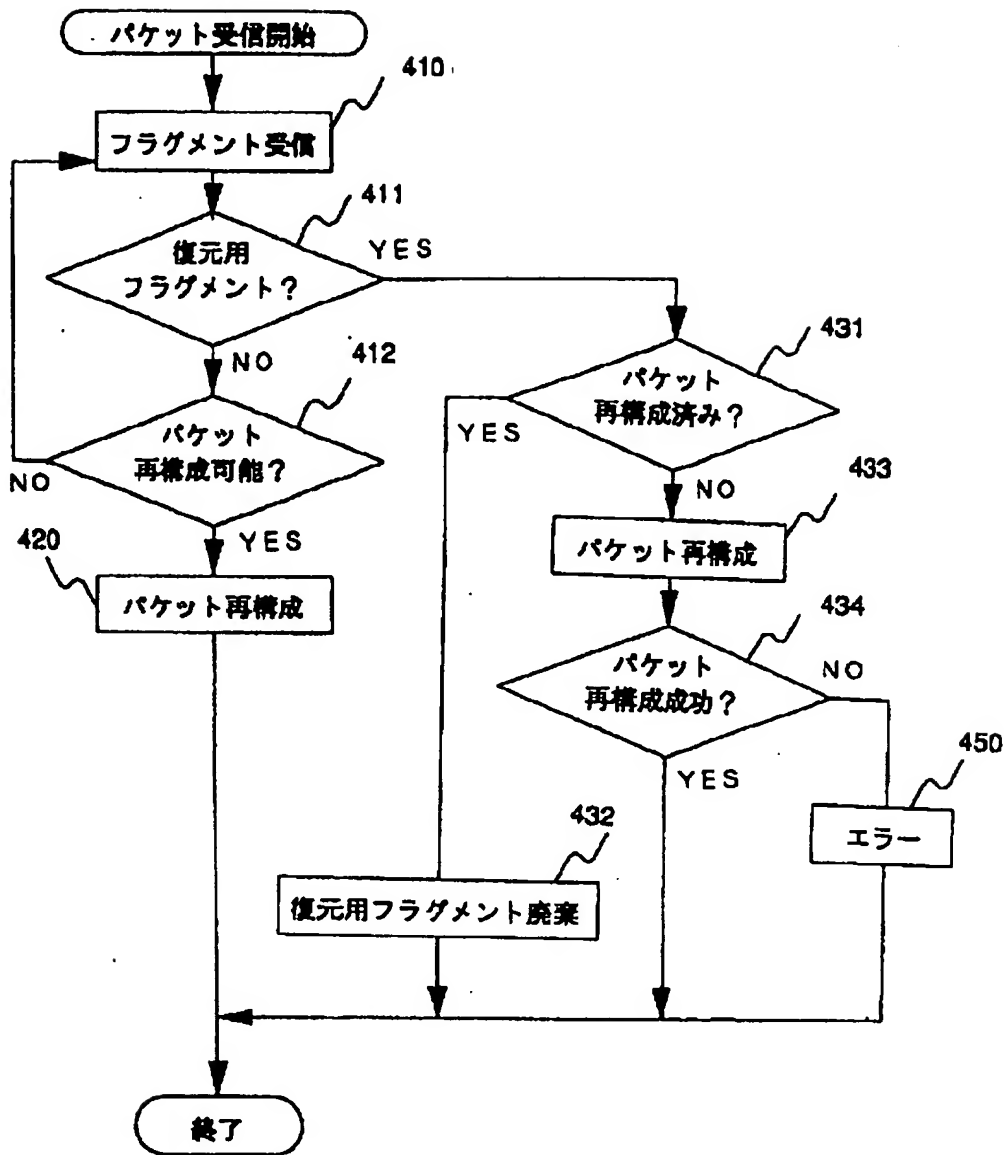 パケット受信開始
410
フラグメント受信
411
復元用
フラグメント？
YES
NO
412
パケット
再構成可能？
NO
YES
420
パケット再構成
431
パケット
再構成済み？
YES
NO
433
パケット再構成
434
パケット
再構成成功？
NO
YES
450
エラー
432
復元用フラグメント廃棄
終了